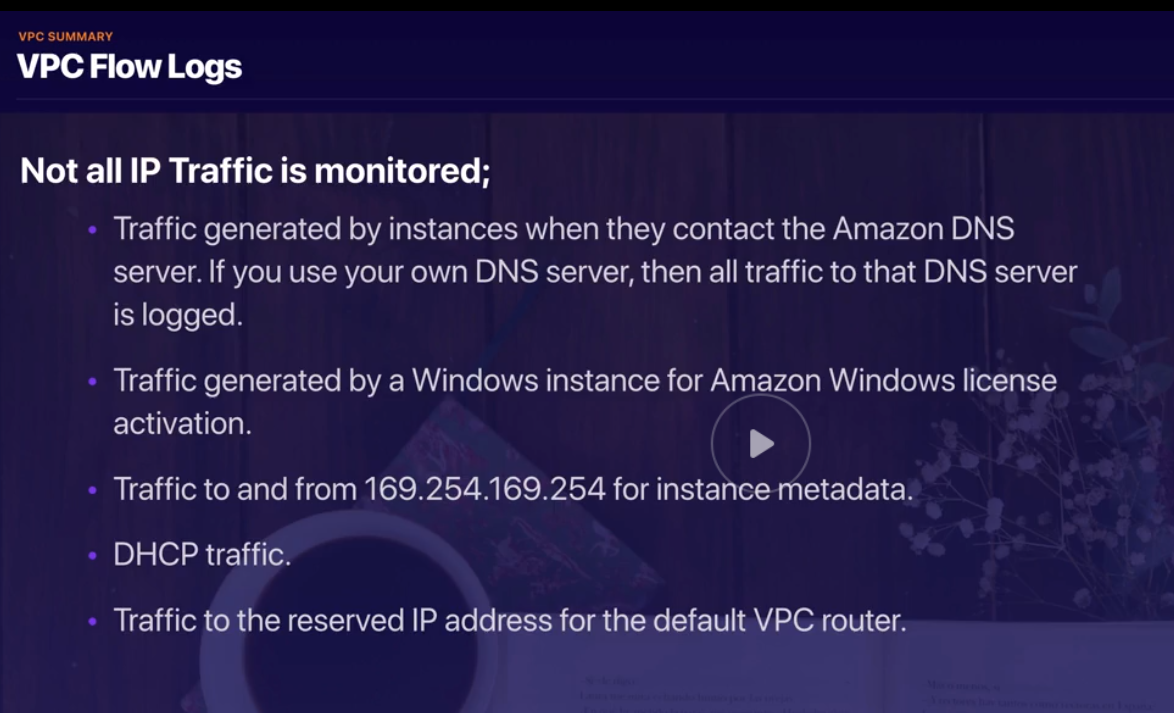 VPC SUMMARY
VPC Flow Logs
Not all IP Traffic is monitored;
• Traffic generated by instances when they contact the Amazon DNS
server. If you use your own DNS server, then all traffic to that DNS server
is logged.
• Traffic generated by a Windows instance for Amazon Windows license
activation.
• Traffic to and from 169.254.169.254 for instance metadata.
• DHCP traffic.
• Traffic to the reserved IP address for the default VPC router.